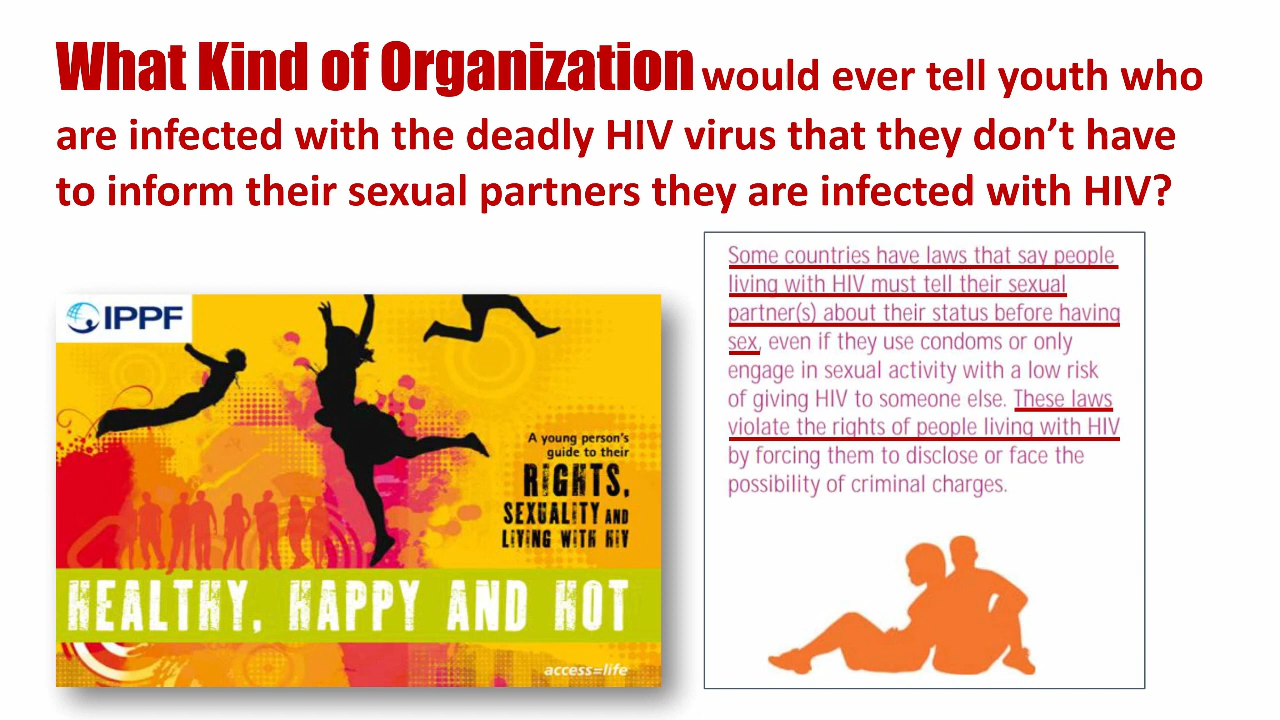 What Kind of Organization would ever tell youth who
are infected with the deadly HIV virus that they don’t have
to inform their sexual partners they are infected with HIV?
IPPF
A young person's
guide to their
RIGHTS,
SEXUALITY AND
LIVING WITH HIV
HEALTHY, HAPPY AND HOT
access=life
Some countries have laws that say people
living with HIV must tell their sexual
partner(s) about their status before having
sex, even if they use condoms or only
engage in sexual activity with a low risk
of giving HIV to someone else. These laws
violate the rights of people living with HIV
by forcing them to disclose or face the
possibility of criminal charges.